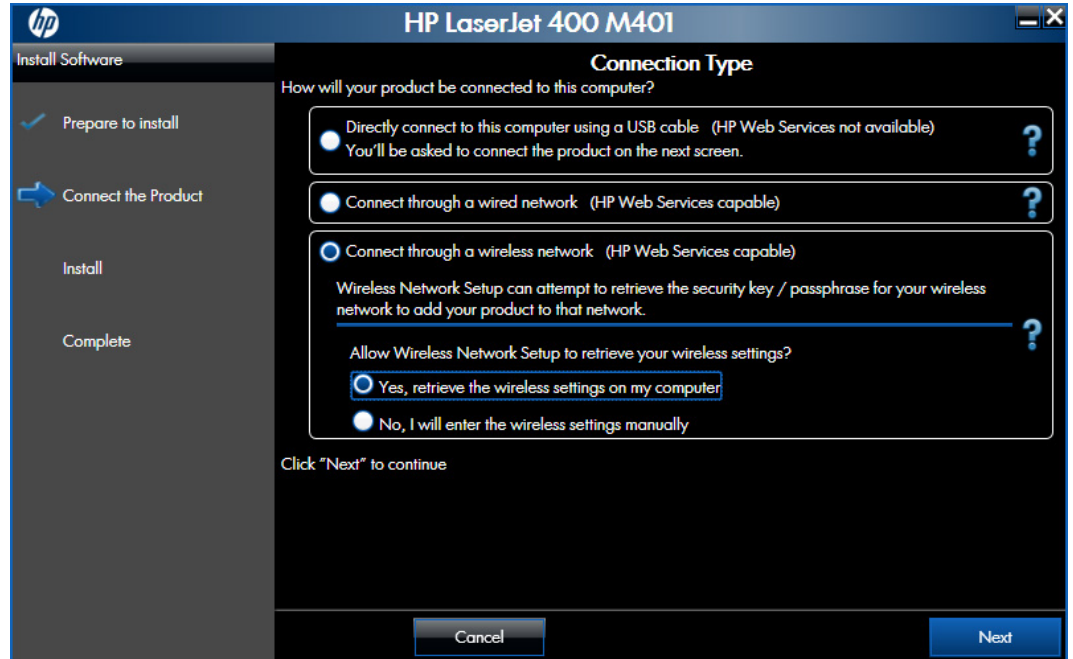 hp
HP LaserJet 400 M401
Install Software
Prepare to install
Connect the Product
Install
Complete
Connection Type
How will your product be connected to this computer?
Directly connect to this computer using a USB cable (HP Web Services not available)
You'll be asked to connect the product on the next screen.
?
Connect through a wired network (HP Web Services capable)
?
Connect through a wireless network (HP Web Services capable)
Wireless Network Setup can attempt to retrieve the security key / passphrase for your wireless
network to add your product to that network.
?
Allow Wireless Network Setup to retrieve your wireless settings?
Yes, retrieve the wireless settings on my computer
No, I will enter the wireless settings manually
Click "Next" to continue
Cancel
Next